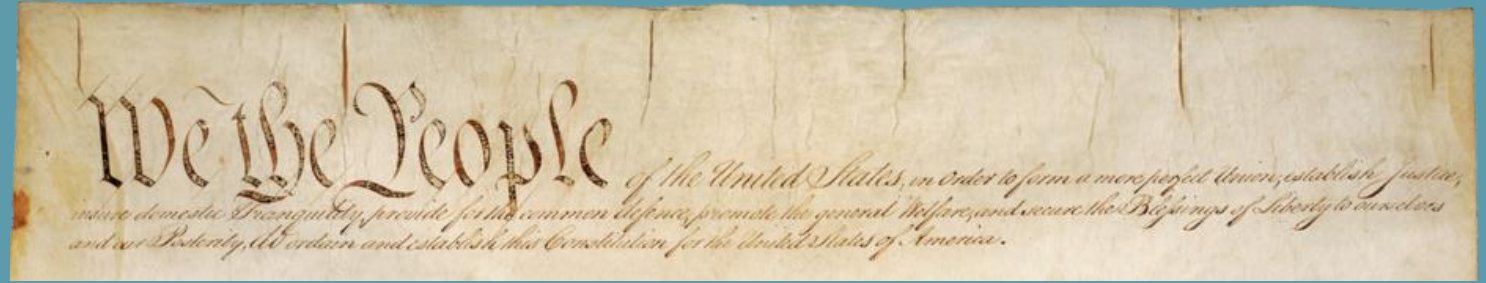 We the People of the United States, in Order to form a more perfect Union, establish Justice,
insure domestic Tranquility, provide for the common defence, promote the general Welfare, and secure the Blessings of Liberty to ourselves
and our Posterity, do ordain and establish this Constitution for the United States of America.